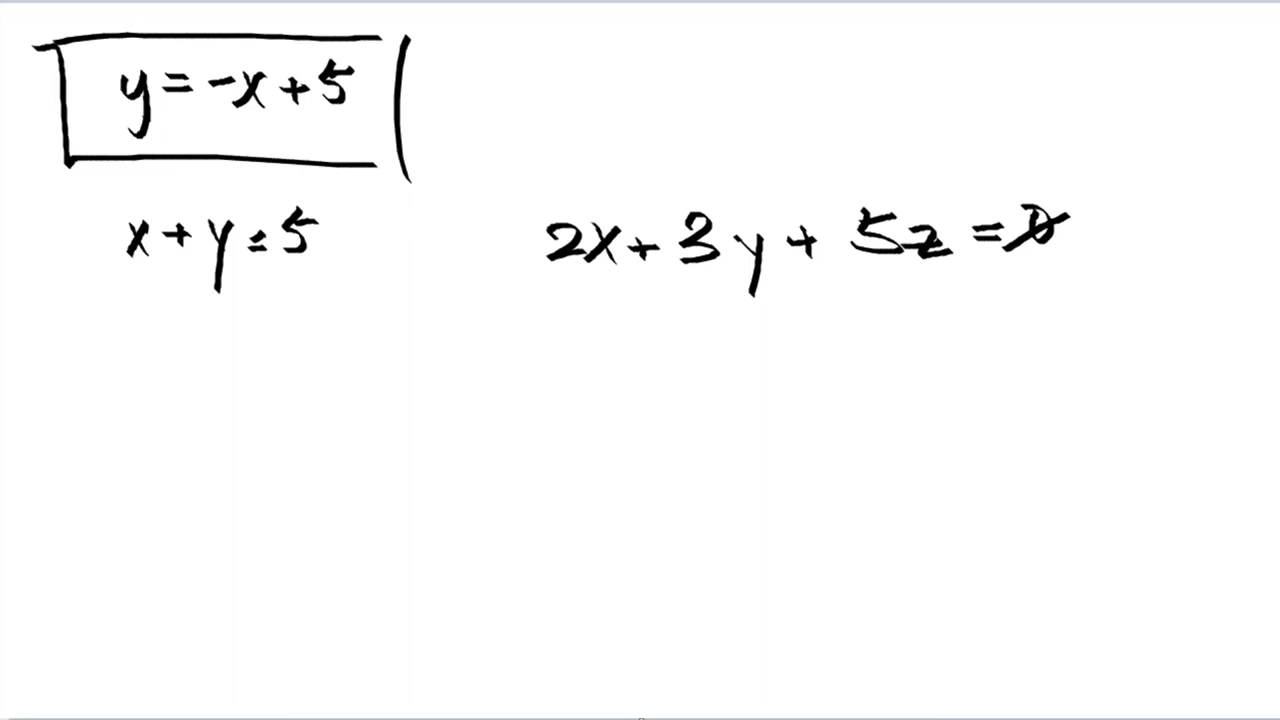 y = -x + 5
x + y = 5
2x + 3y + 5z =